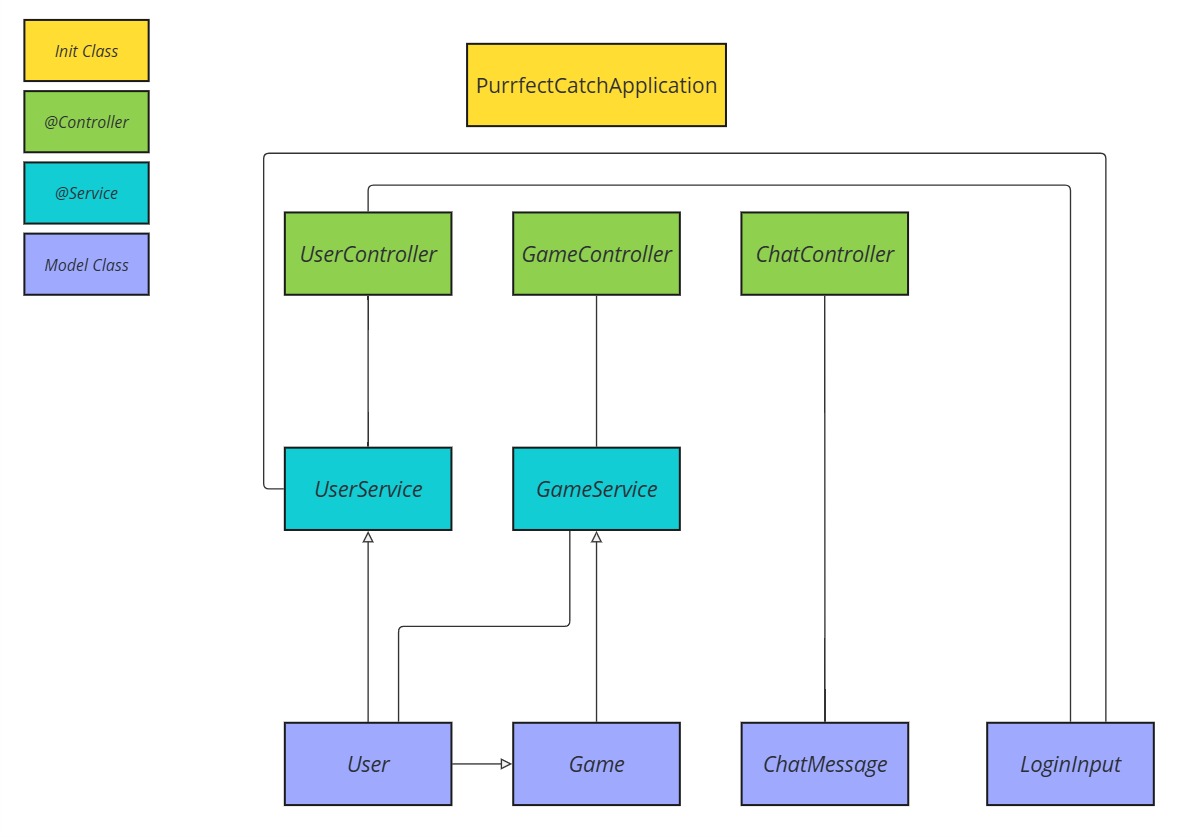 Init Class
@Controller
@Service
Model Class
PurrfectCatchApplication
UserController
GameController
ChatController
UserService
GameService
User
Game
ChatMessage
LoginInput